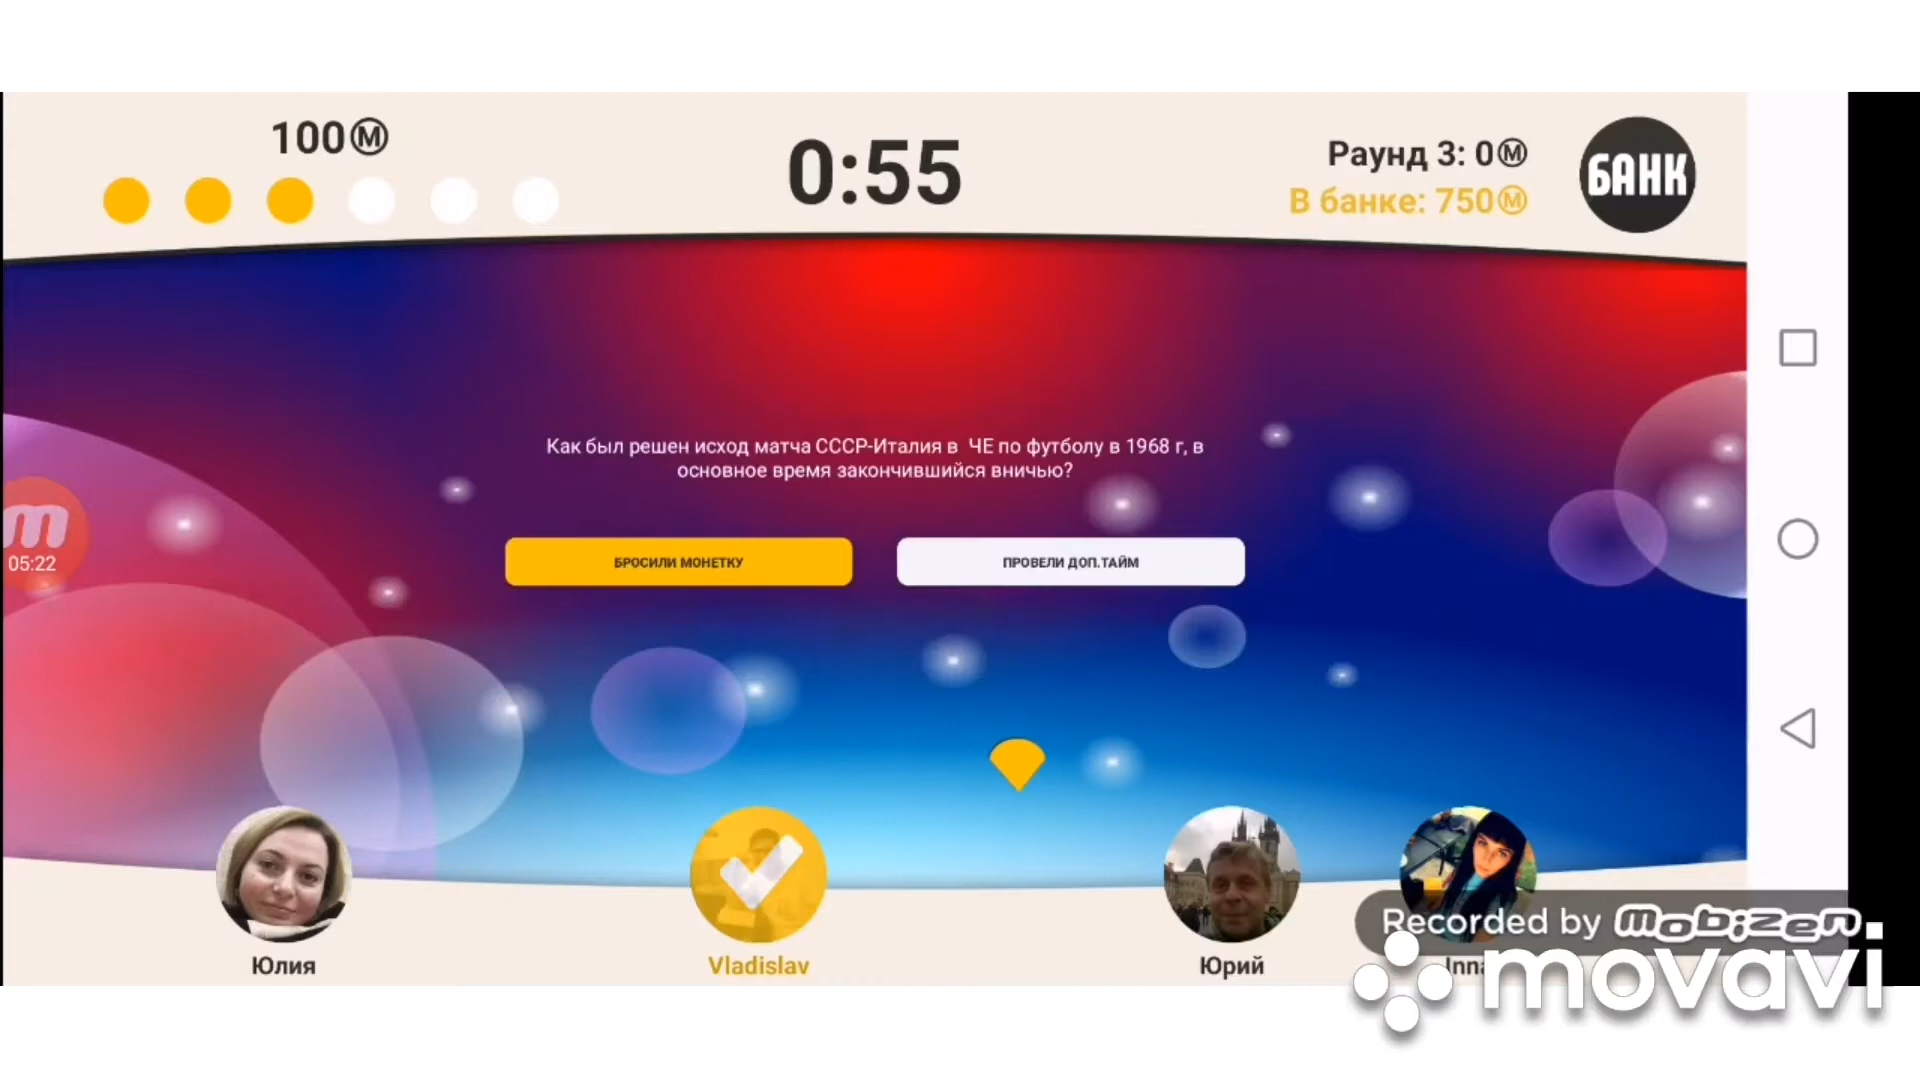 100Ⓜ
0:55
Раунд 3: 0Ⓜ
В банке: 750Ⓜ
БАНК
Как был решен исход матча СССР-Италия в  ЧЕ по футболу в 1968 г, в
основное время закончившийся вничью?
БРОСИЛИ МОНЕТКУ
ПРОВЕЛИ ДОП.ТАЙМ
m
05:22
Юлия
Vladislav
Юрий
Inna
Recorded by mobizen
movavi